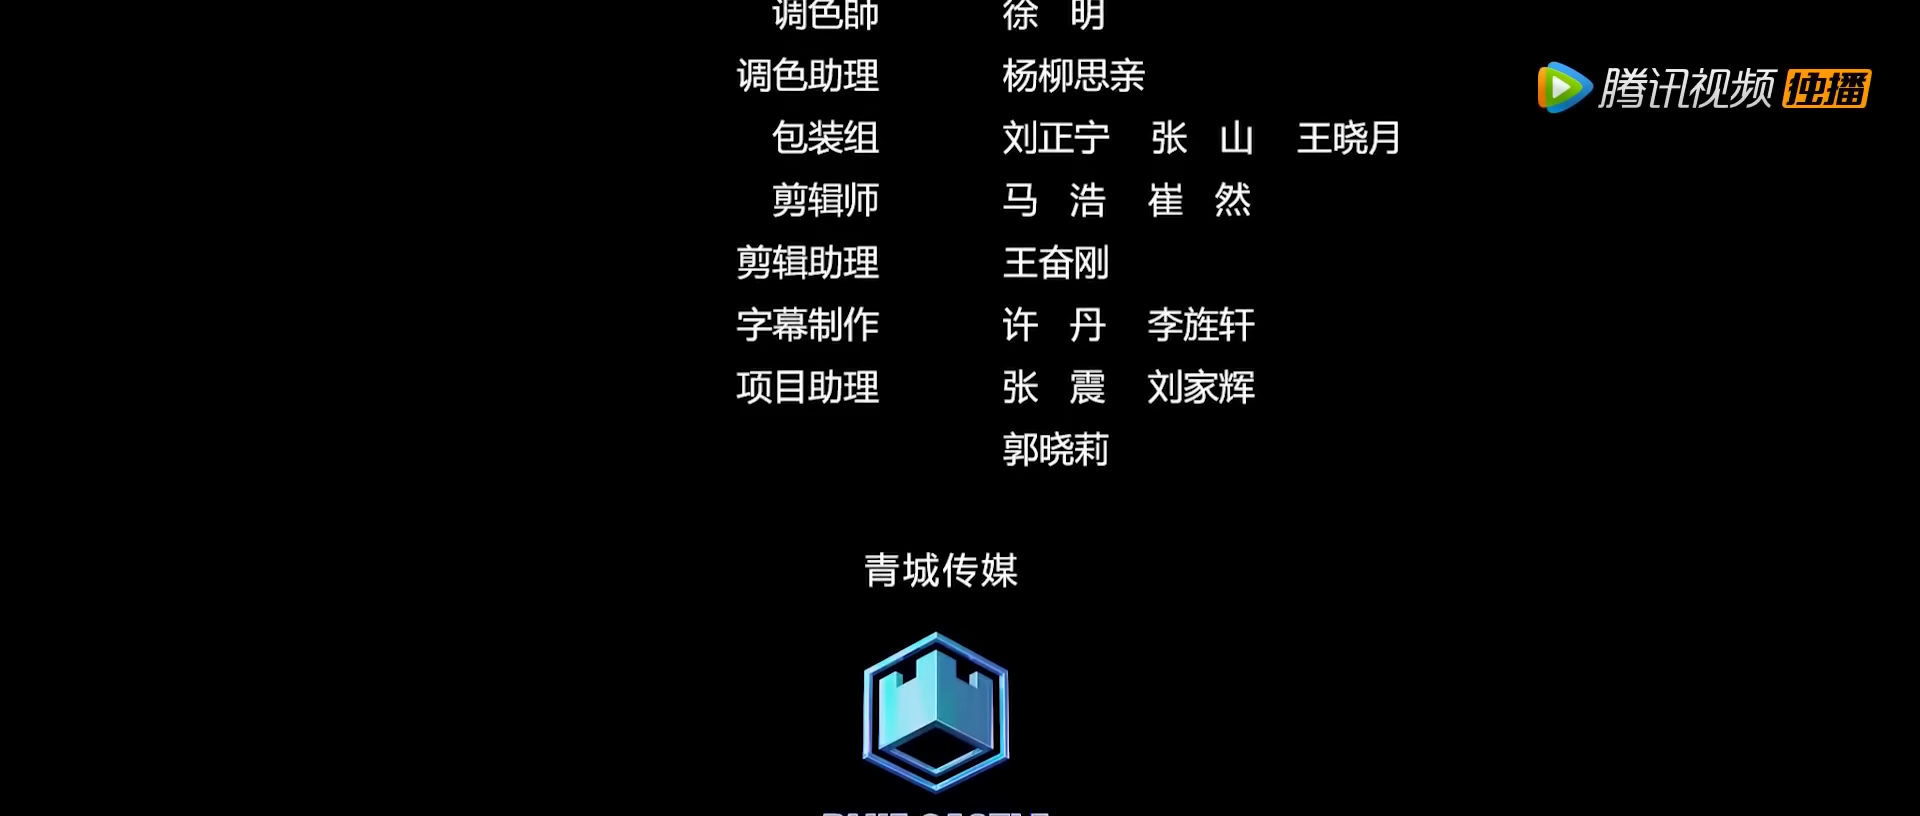 调色師 徐 明
调色助理 杨柳思亲
腾讯视频 独播
包装组 刘正宁 张 山 王晓月
剪辑师 马 浩 崔 然
剪辑助理 王奋刚
字幕制作 许 丹 李旌轩
项目助理 张 震 刘家辉
郭晓莉
青城传媒